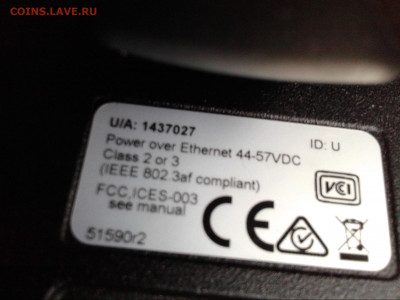 COINS.LAVE.RU
U/A: 1437027
ID: U
Power over Ethernet 44-57VDC
Class 2 or 3
(IEEE 802.3af compliant)
FCC,ICES-003
see manual
VCCI
CE
51590r2